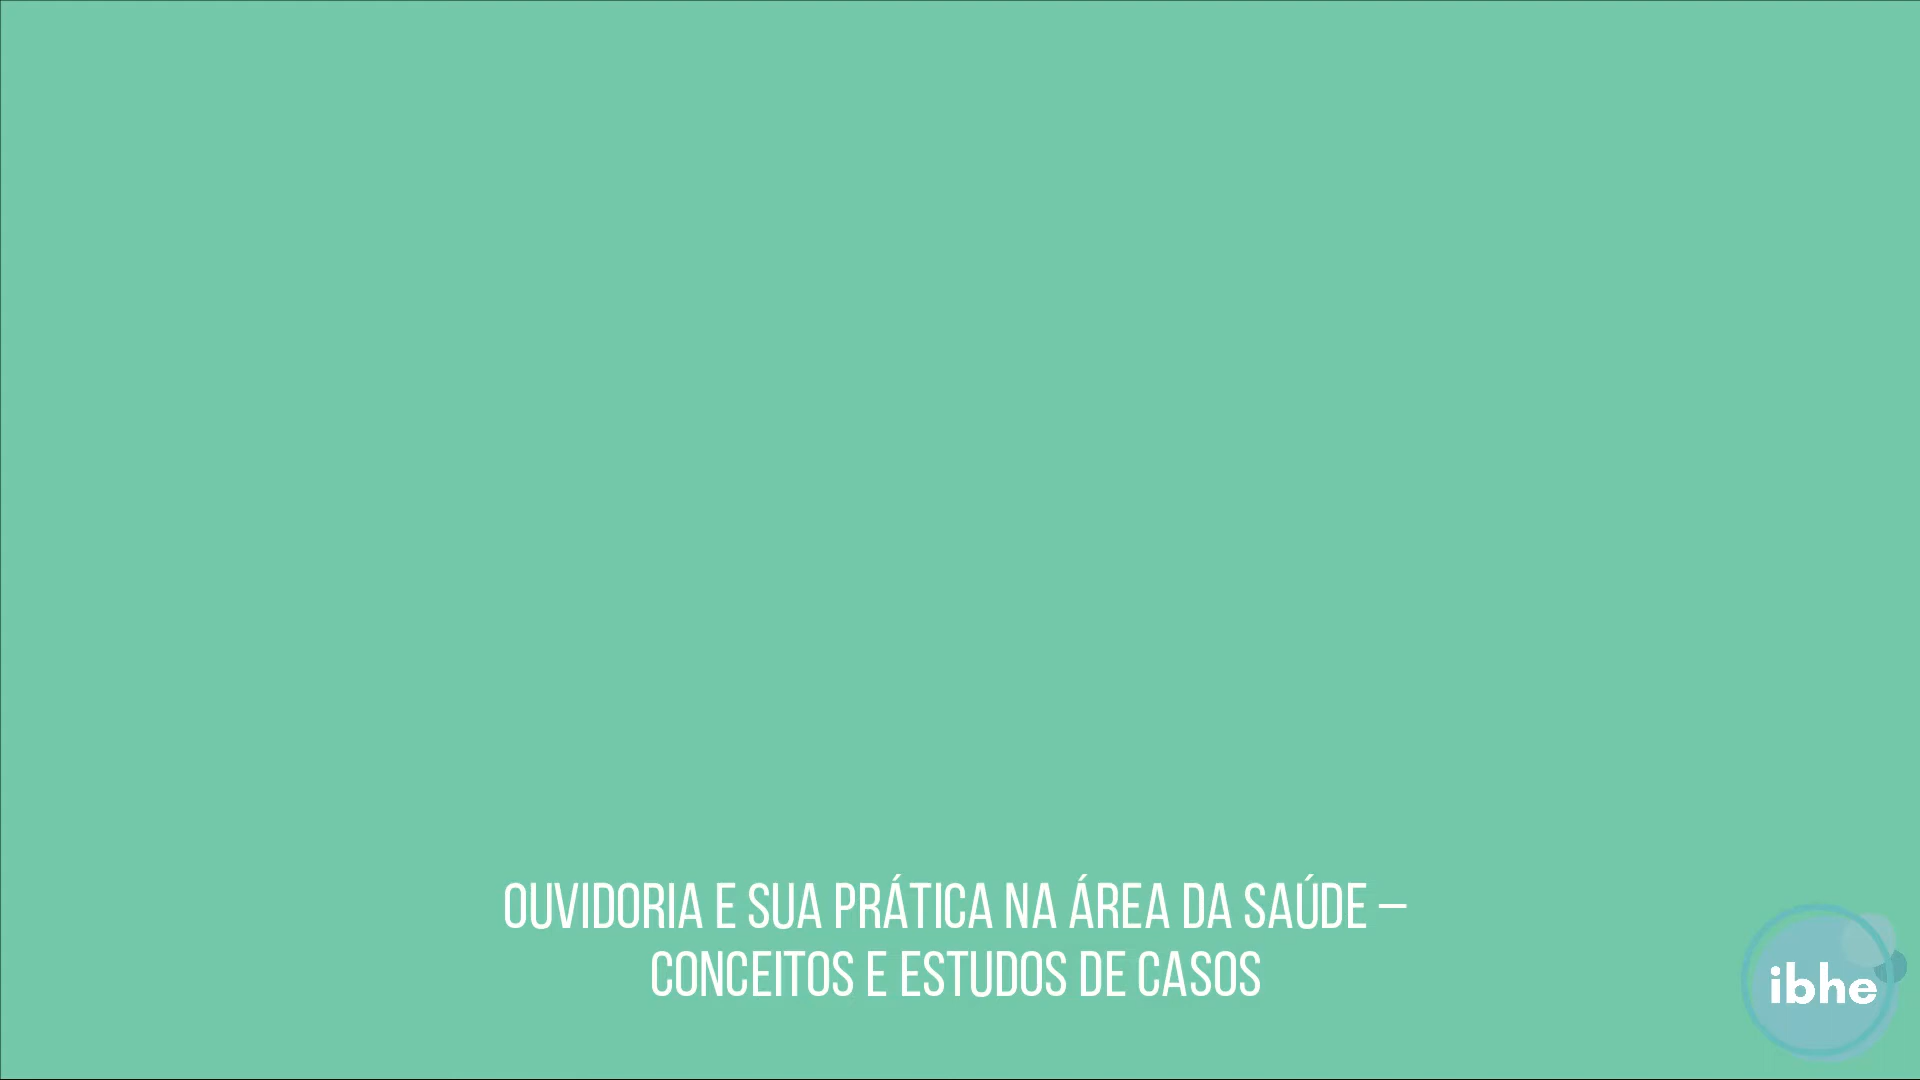 OUVIDORIA E SUA PRÁTICA NA ÁREA DA SAÚDE –
CONCEITOS E ESTUDOS DE CASOS
ibhe